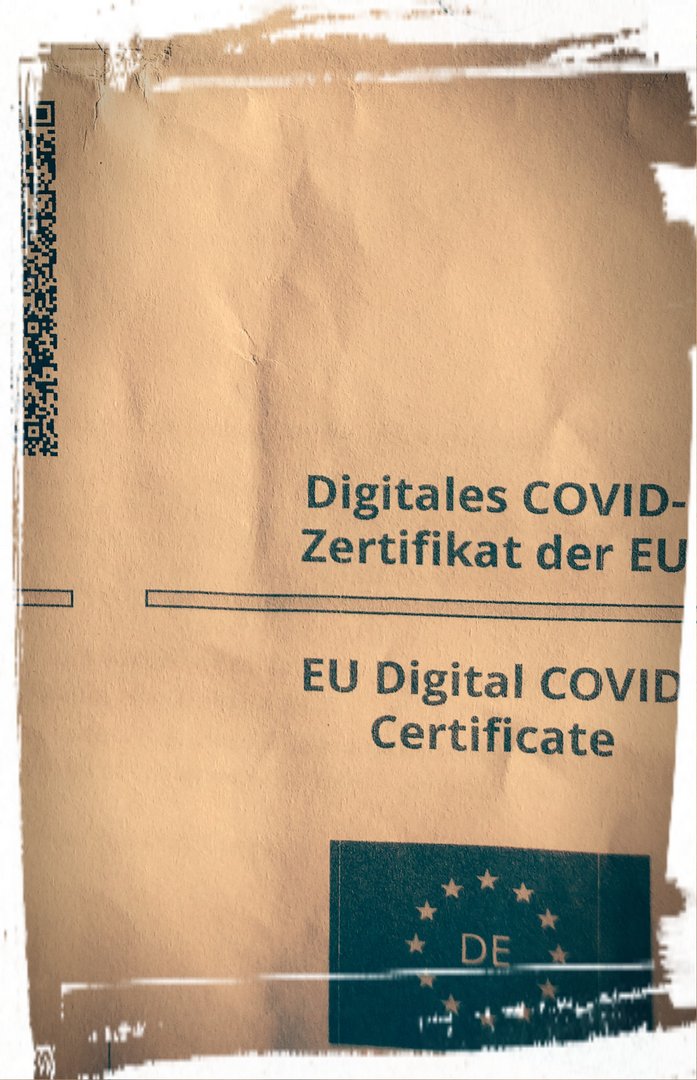 Digitales COVID-
Zertifikat der EU
EU Digital COVID
Certificate
DE